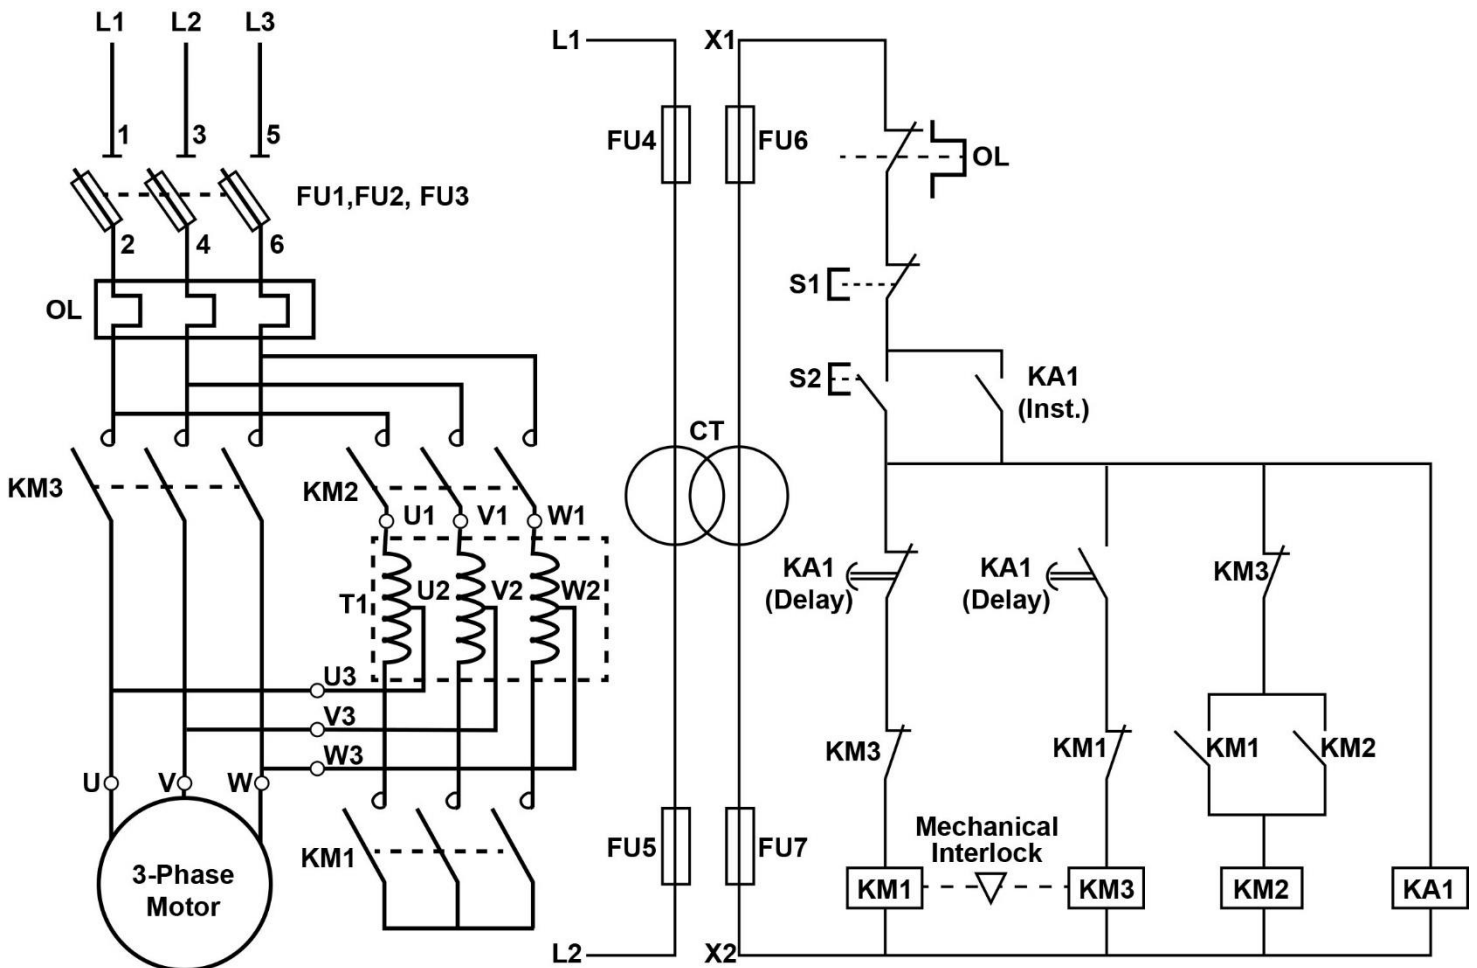 L1 L2 L3
1 3 5
FU1,FU2, FU3
2 4 6
OL
KM3
KM2
U1 V1 W1
T1 U2 V2 W2
U3
V3
W3
U V W
KM1
3-Phase
Motor
L1 X1
FU4 FU6
CT
FU5 FU7
L2 X2
OL
S1
S2
KA1
(Inst.)
KA1
(Delay)
KA1
(Delay)
KM3
KM3 KM1 KM1 KM2
Mechanical
Interlock
KM1 KM3 KM2 KA1